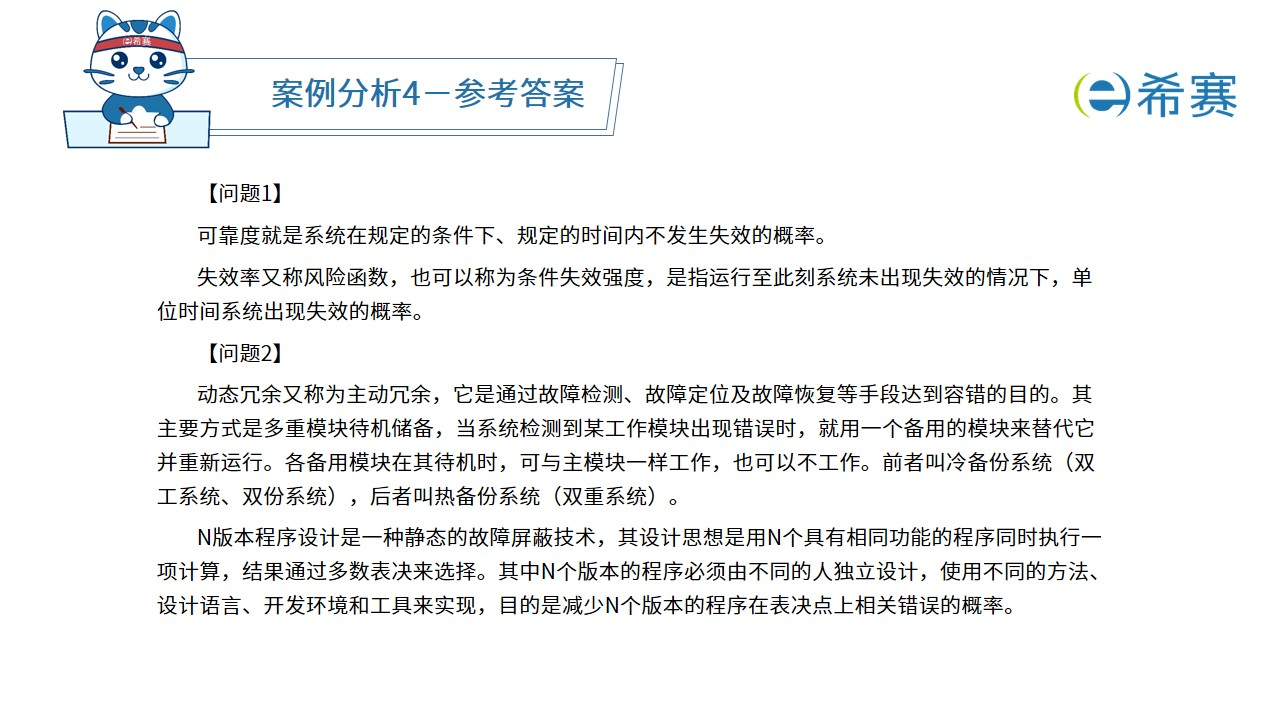 希赛
案例分析4－参考答案
希赛
【问题1】
可靠度就是系统在规定的条件下、规定的时间内不发生失效的概率。
失效率又称风险函数，也可以称为条件失效强度，是指运行至此刻系统未出现失效的情况下，单
位时间系统出现失效的概率。
【问题2】
动态冗余又称为主动冗余，它是通过故障检测、故障定位及故障恢复等手段达到容错的目的。其
主要方式是多重模块待机储备，当系统检测到某工作模块出现错误时，就用一个备用的模块来替代它
并重新运行。各备用模块在其待机时，可与主模块一样工作，也可以不工作。前者叫冷备份系统（双
工系统、双份系统），后者叫热备份系统（双重系统）。
N版本程序设计是一种静态的故障屏蔽技术，其设计思想是用N个具有相同功能的程序同时执行一
项计算，结果通过多数表决来选择。其中N个版本的程序必须由不同的人独立设计，使用不同的方法、
设计语言、开发环境和工具来实现，目的是减少N个版本的程序在表决点上相关错误的概率。